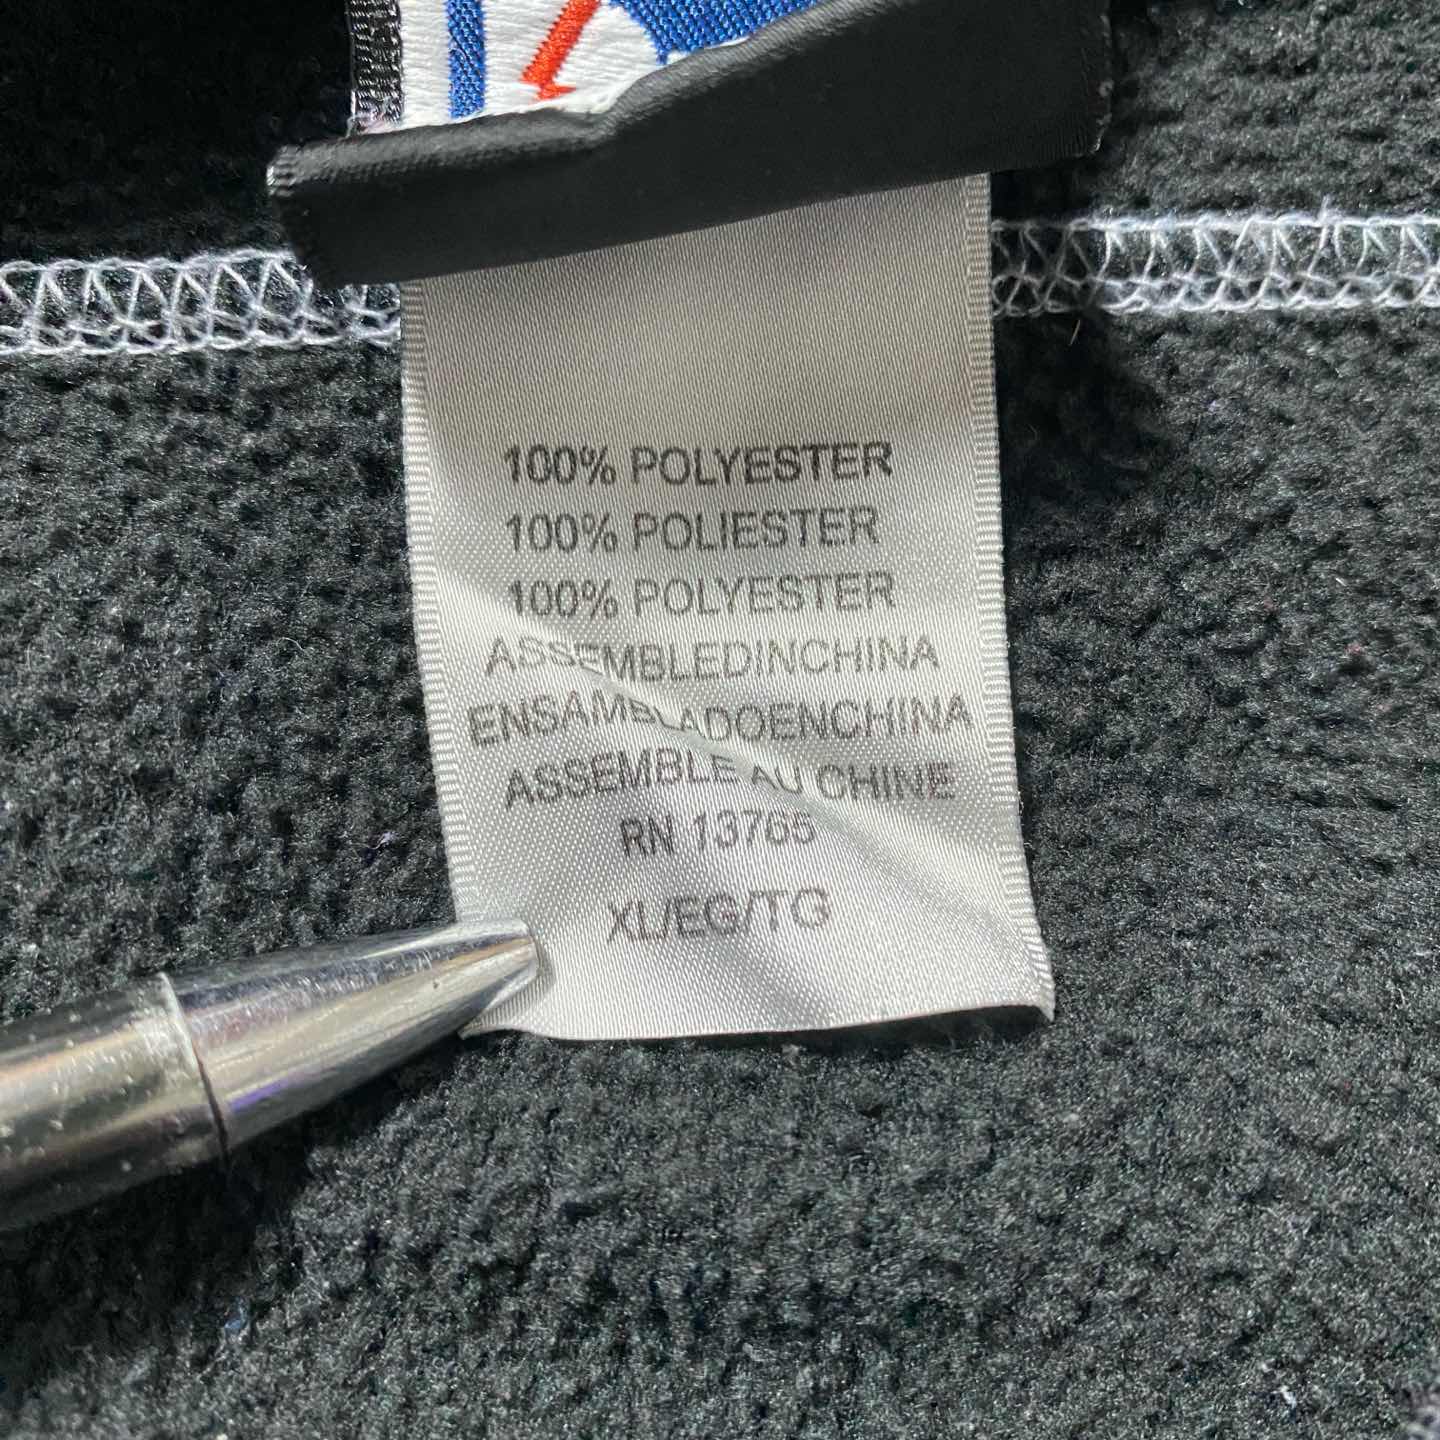 100% POLYESTER
100% POLIESTER
100% POLYESTER
ASSEMBLEDINCHINA
ENSAMBLADOENCHINA
ASSEMBLE AU CHINE
RN 13765
XL/EG/TG